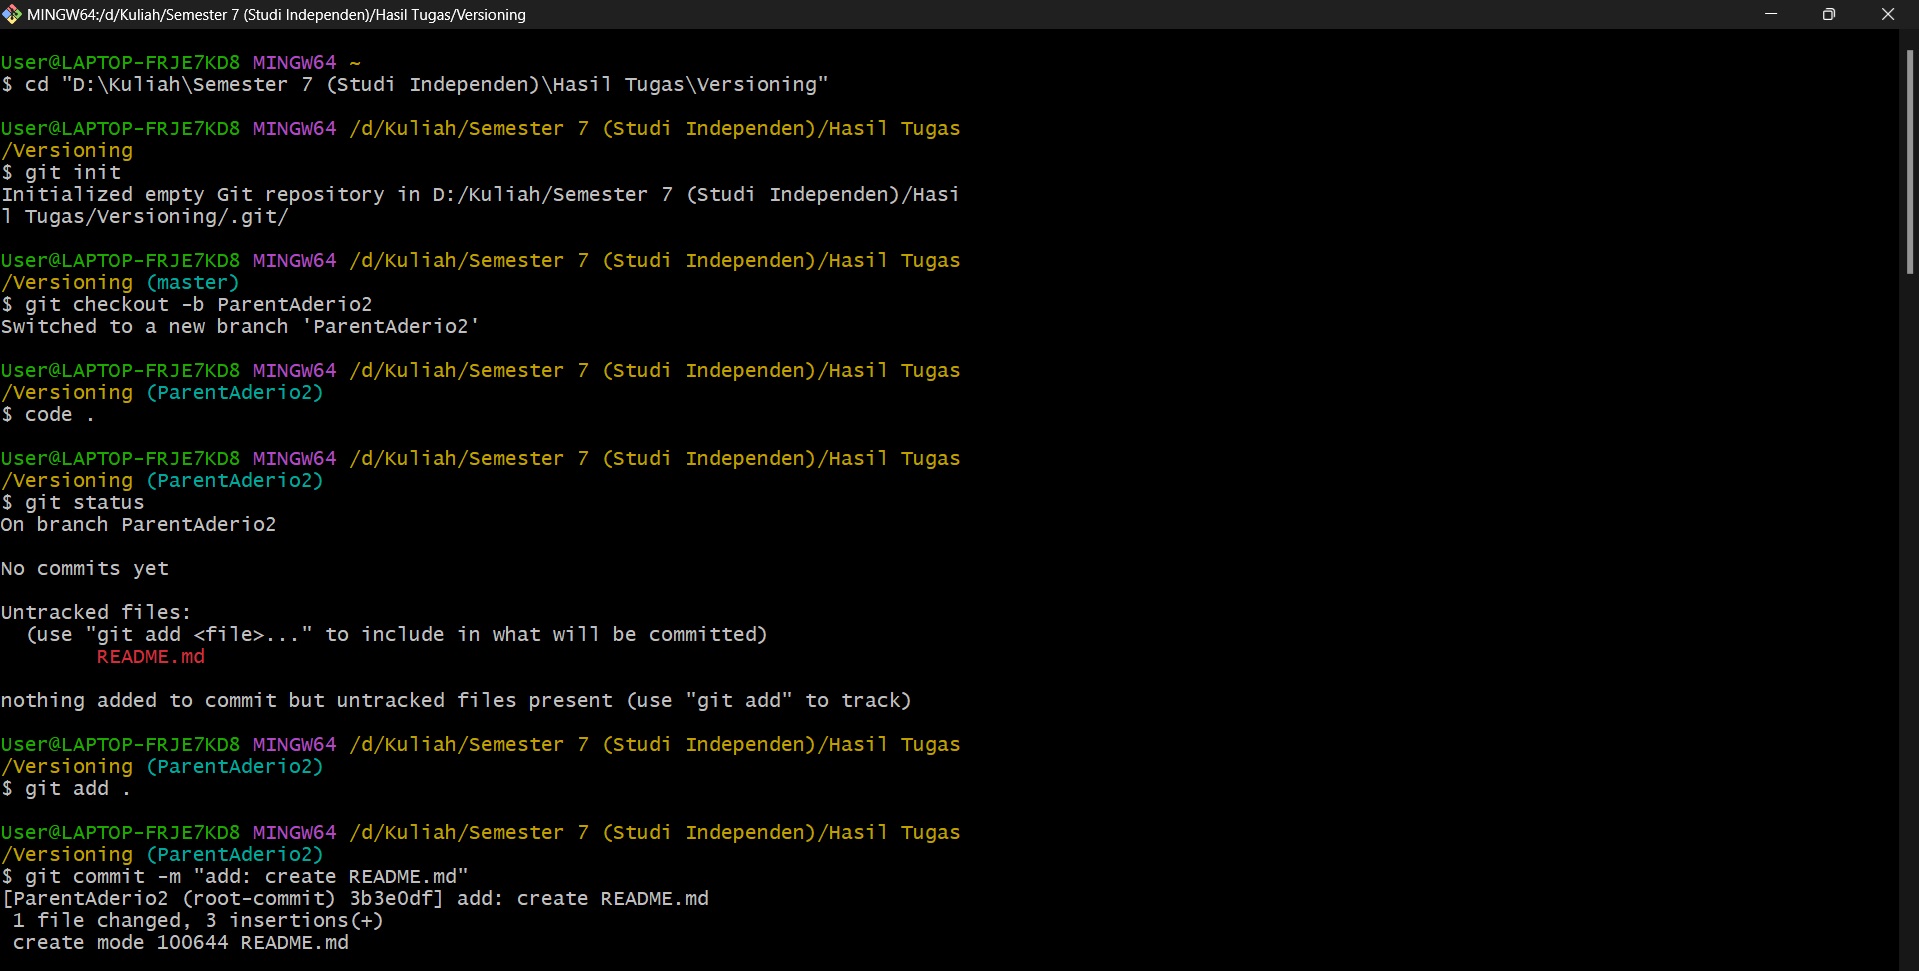 MINGW64:/d/Kuliah/Semester 7 (Studi Independen)/Hasil Tugas/Versioning
User@LAPTOP-FRJE7KD8 MINGW64 ~
$ cd "D:\Kuliah\Semester 7 (Studi Independen)\Hasil Tugas\Versioning"
User@LAPTOP-FRJE7KD8 MINGW64 /d/Kuliah/Semester 7 (Studi Independen)/Hasil Tugas
/Versioning
$ git init
Initialized empty Git repository in D:/Kuliah/Semester 7 (Studi Independen)/Hasi
l Tugas/Versioning/.git/
User@LAPTOP-FRJE7KD8 MINGW64 /d/Kuliah/Semester 7 (Studi Independen)/Hasil Tugas
/Versioning (master)
$ git checkout -b ParentAderio2
Switched to a new branch 'ParentAderio2'
User@LAPTOP-FRJE7KD8 MINGW64 /d/Kuliah/Semester 7 (Studi Independen)/Hasil Tugas
/Versioning (ParentAderio2)
$ code .
User@LAPTOP-FRJE7KD8 MINGW64 /d/Kuliah/Semester 7 (Studi Independen)/Hasil Tugas
/Versioning (ParentAderio2)
$ git status
On branch ParentAderio2
No commits yet
Untracked files:
  (use "git add <file>..." to include in what will be committed)
        README.md
nothing added to commit but untracked files present (use "git add" to track)
User@LAPTOP-FRJE7KD8 MINGW64 /d/Kuliah/Semester 7 (Studi Independen)/Hasil Tugas
/Versioning (ParentAderio2)
$ git add .
User@LAPTOP-FRJE7KD8 MINGW64 /d/Kuliah/Semester 7 (Studi Independen)/Hasil Tugas
/Versioning (ParentAderio2)
$ git commit -m "add: create README.md"
[ParentAderio2 (root-commit) 3b3e0df] add: create README.md
 1 file changed, 3 insertions(+)
 create mode 100644 README.md